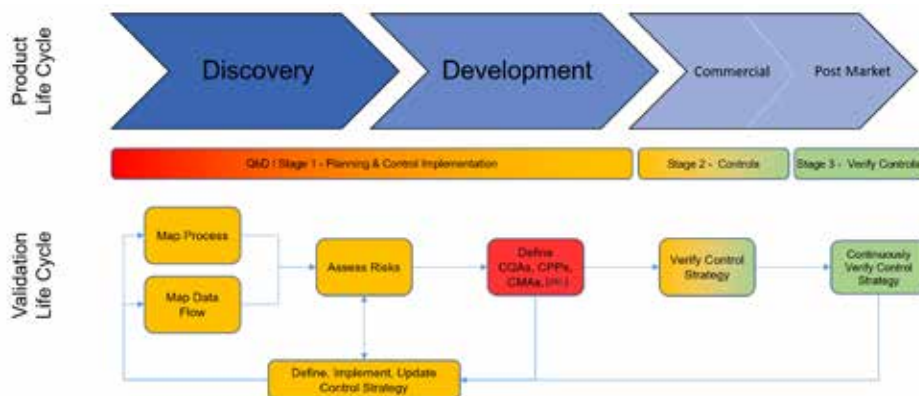 Product
Life Cycle
Discovery
Development
Commercial
Post Market
QbD / Stage 1 - Planning & Control Implementation
Stage 2 - Controls
Stage 3 - Verify Controls
Validation
Life Cycle
Map Process
Map Data
Flow
Assess Risks
Define
CQAs, CPPs,
CMAs,
Verify Control
Strategy
Continuously
Verify Control
Strategy
Define, Implement, Update
Control Strategy